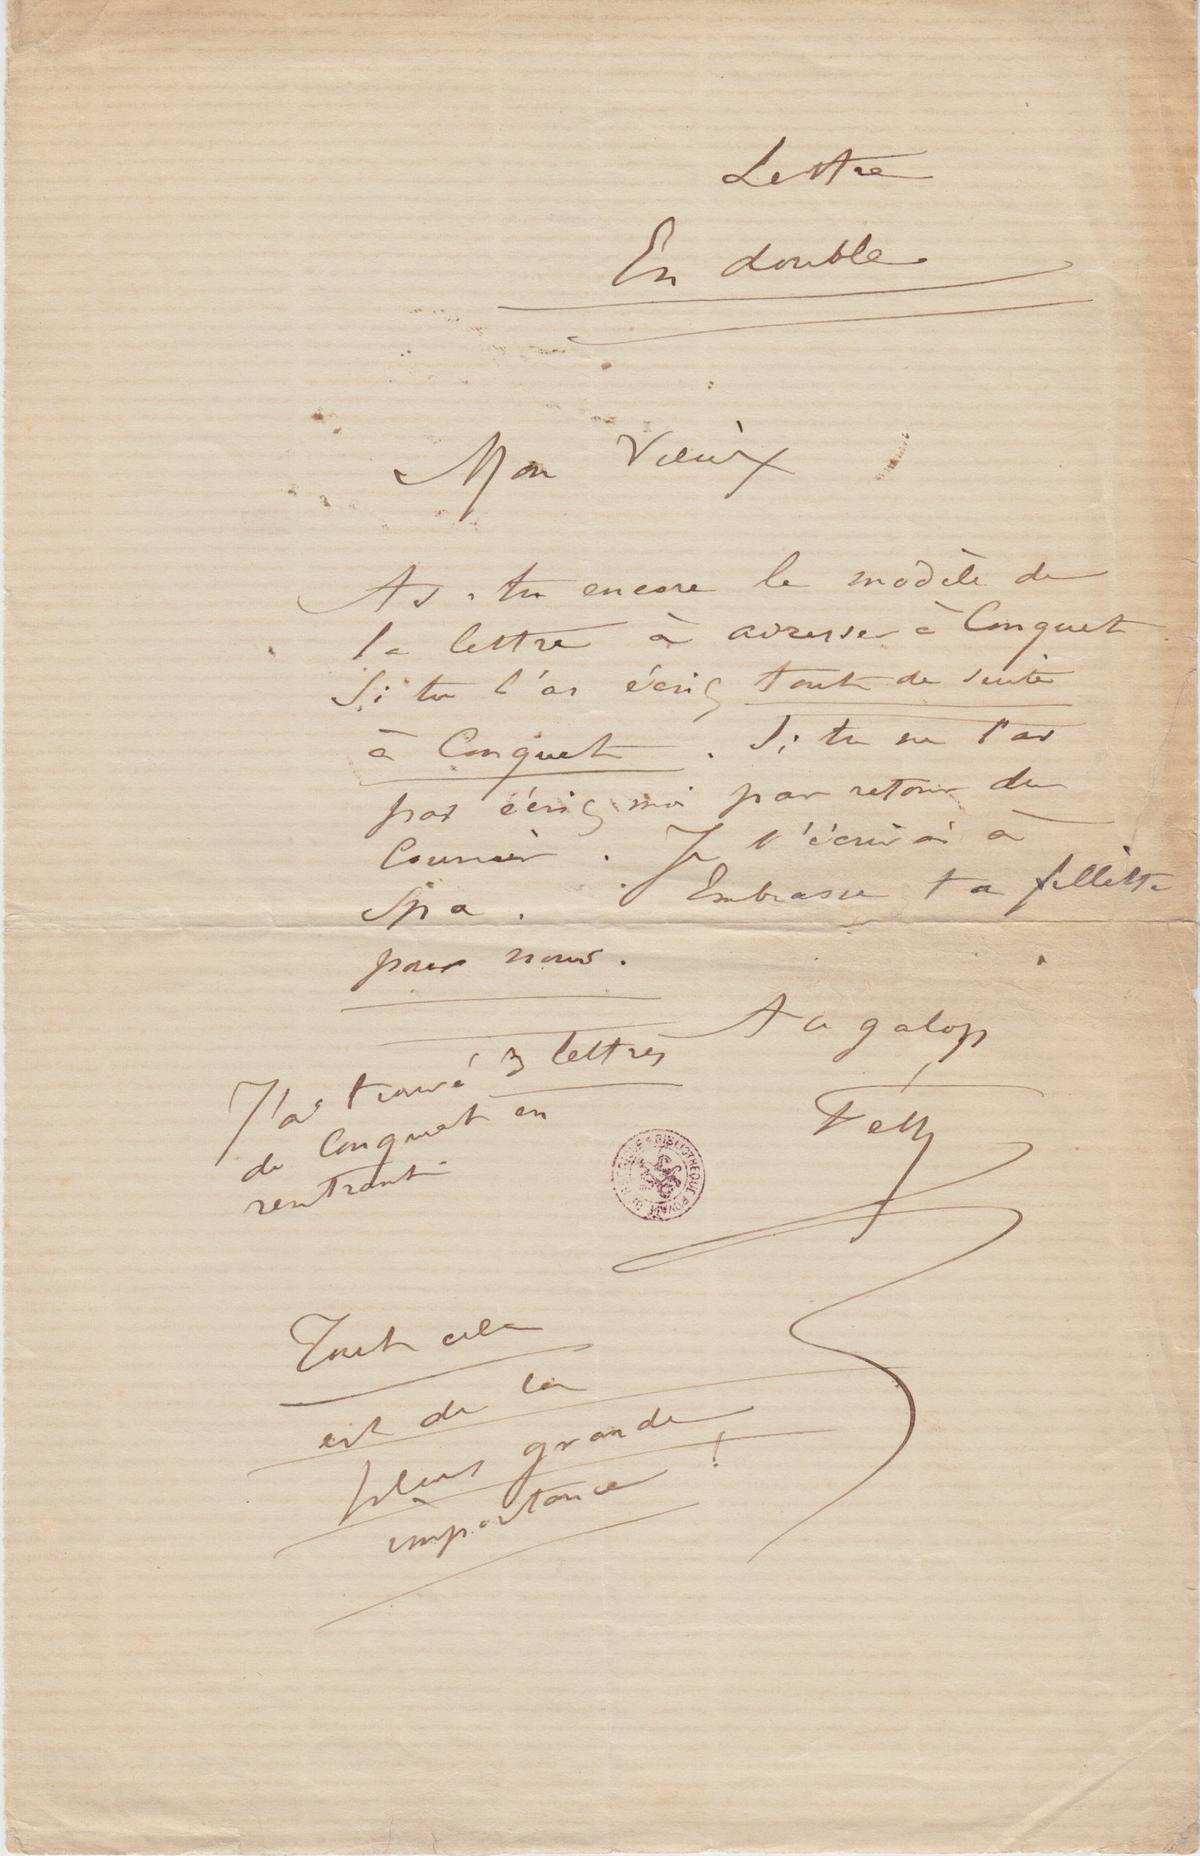 Lettre
En double
Mon Vieux
As-tu encore le modèle de
la lettre à adresser à Conquet
Si tu l'as écris tout de suite
à Conquet. Si tu ne l'as
pas écris moi par retour du
Courrier. Je t'écrirai à
Spa. Embrasse ta fillette
pour nous.
Au galop
Fély
J'ai trouvé 3 lettres
de Conquet en
rentrant
BIBLIOTHEQUE ROYALE
Tout cela
est de la
plus grande
importance !